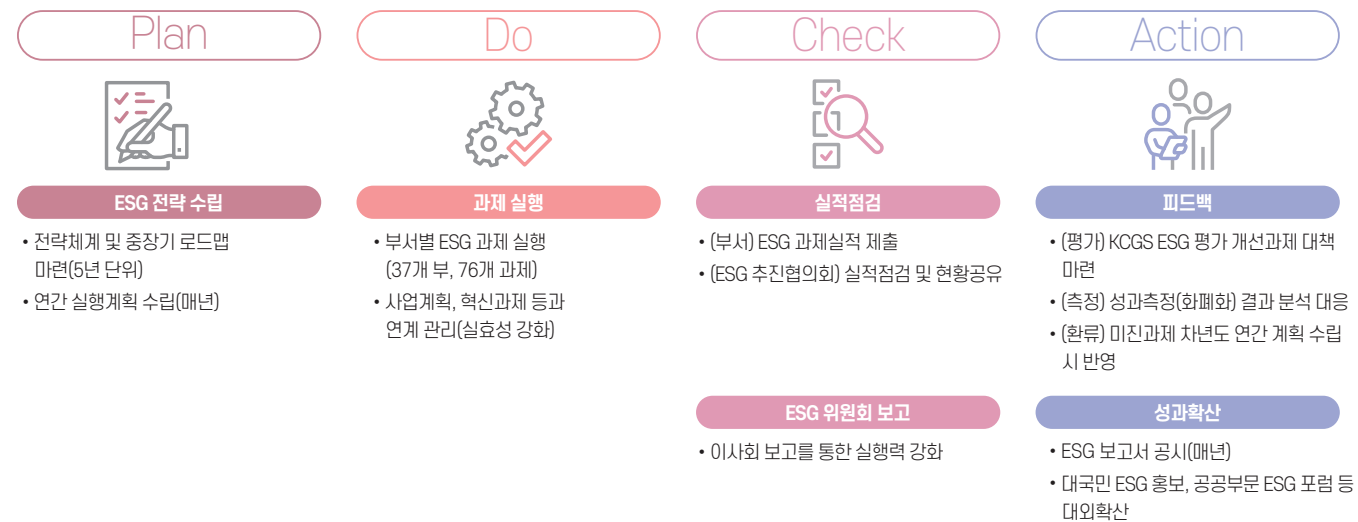 Plan
ESG 전략 수립
• 전략체계 및 중장기 로드맵
마련(5년 단위)
• 연간 실행계획 수립(매년)
Do
과제 실행
• 부서별 ESG 과제 실행
(37개 부, 76개 과제)
• 사업계획, 혁신과제 등과
연계 관리(실효성 강화)
Check
실적점검
• (부서) ESG 과제실적 제출
• (ESG 추진협의회) 실적점검 및 현황공유
ESG 위원회 보고
• 이사회 보고를 통한 실행력 강화
Action
피드백
• (평가) KCGS ESG 평가 개선과제 대책
마련
• (측정) 성과측정(화폐화) 결과 분석 대응
• (환류) 미진과제 차년도 연간 계획 수립
시 반영
성과확산
• ESG 보고서 공시(매년)
• 대국민 ESG 홍보, 공공부문 ESG 포럼 등
대외확산